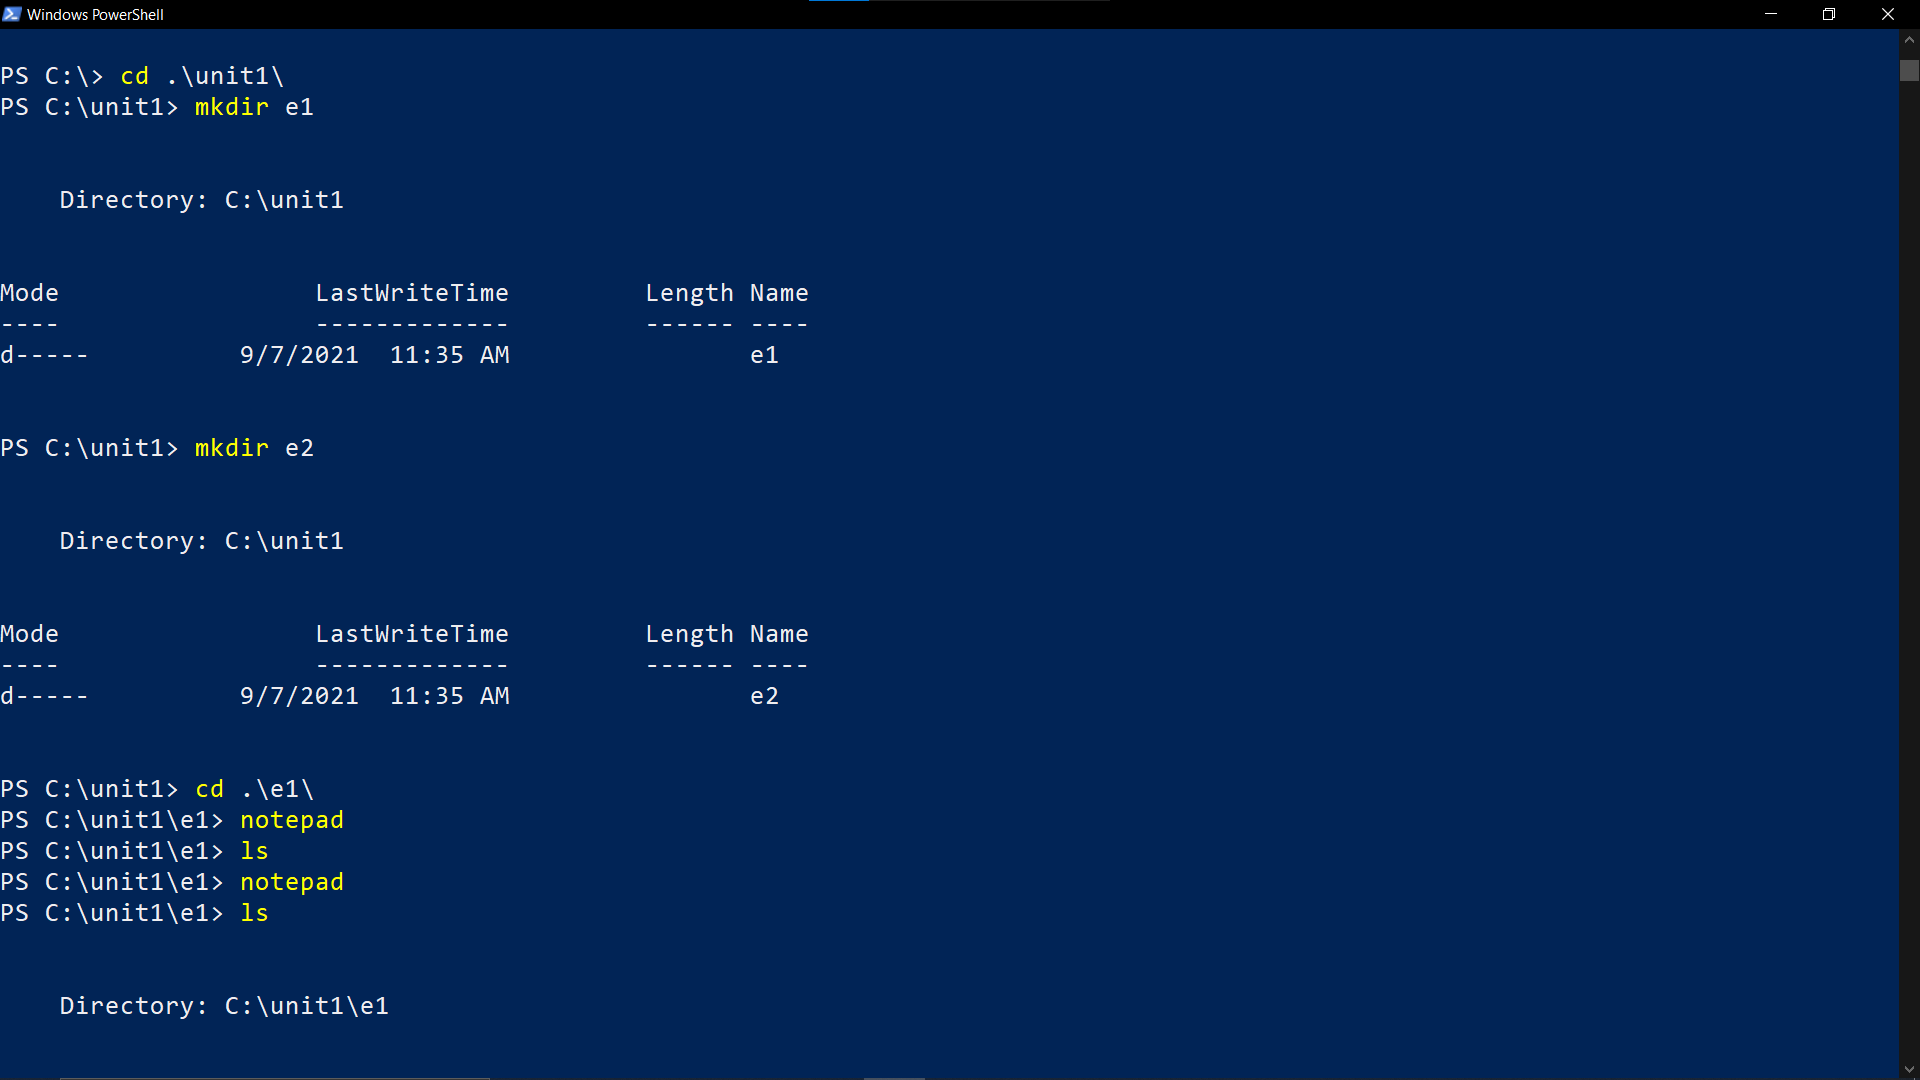 Windows PowerShell
PS C:\> cd .\unit1\
PS C:\unit1> mkdir e1
Directory: C:\unit1
Mode                 LastWriteTime         Length Name
----                 -------------         ------ ----
d-----          9/7/2021  11:35 AM                e1
PS C:\unit1> mkdir e2
Directory: C:\unit1
Mode                 LastWriteTime         Length Name
----                 -------------         ------ ----
d-----          9/7/2021  11:35 AM                e2
PS C:\unit1> cd .\e1\
PS C:\unit1\e1> notepad
PS C:\unit1\e1> ls
PS C:\unit1\e1> notepad
PS C:\unit1\e1> ls
Directory: C:\unit1\e1